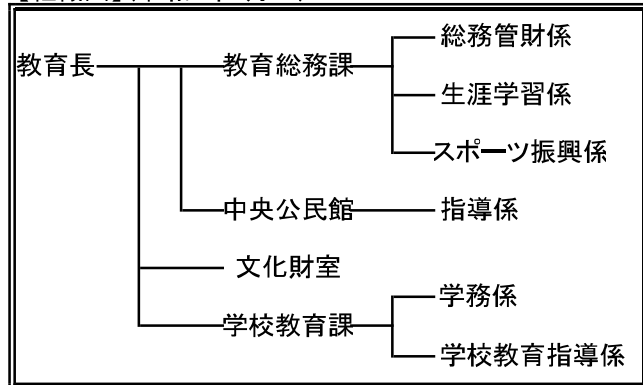 総務管財係
教育長 教育総務課
生涯学習係
スポーツ振興係
中央公民館 指導係
文化財室
学務係
学校教育課
学校教育指導係